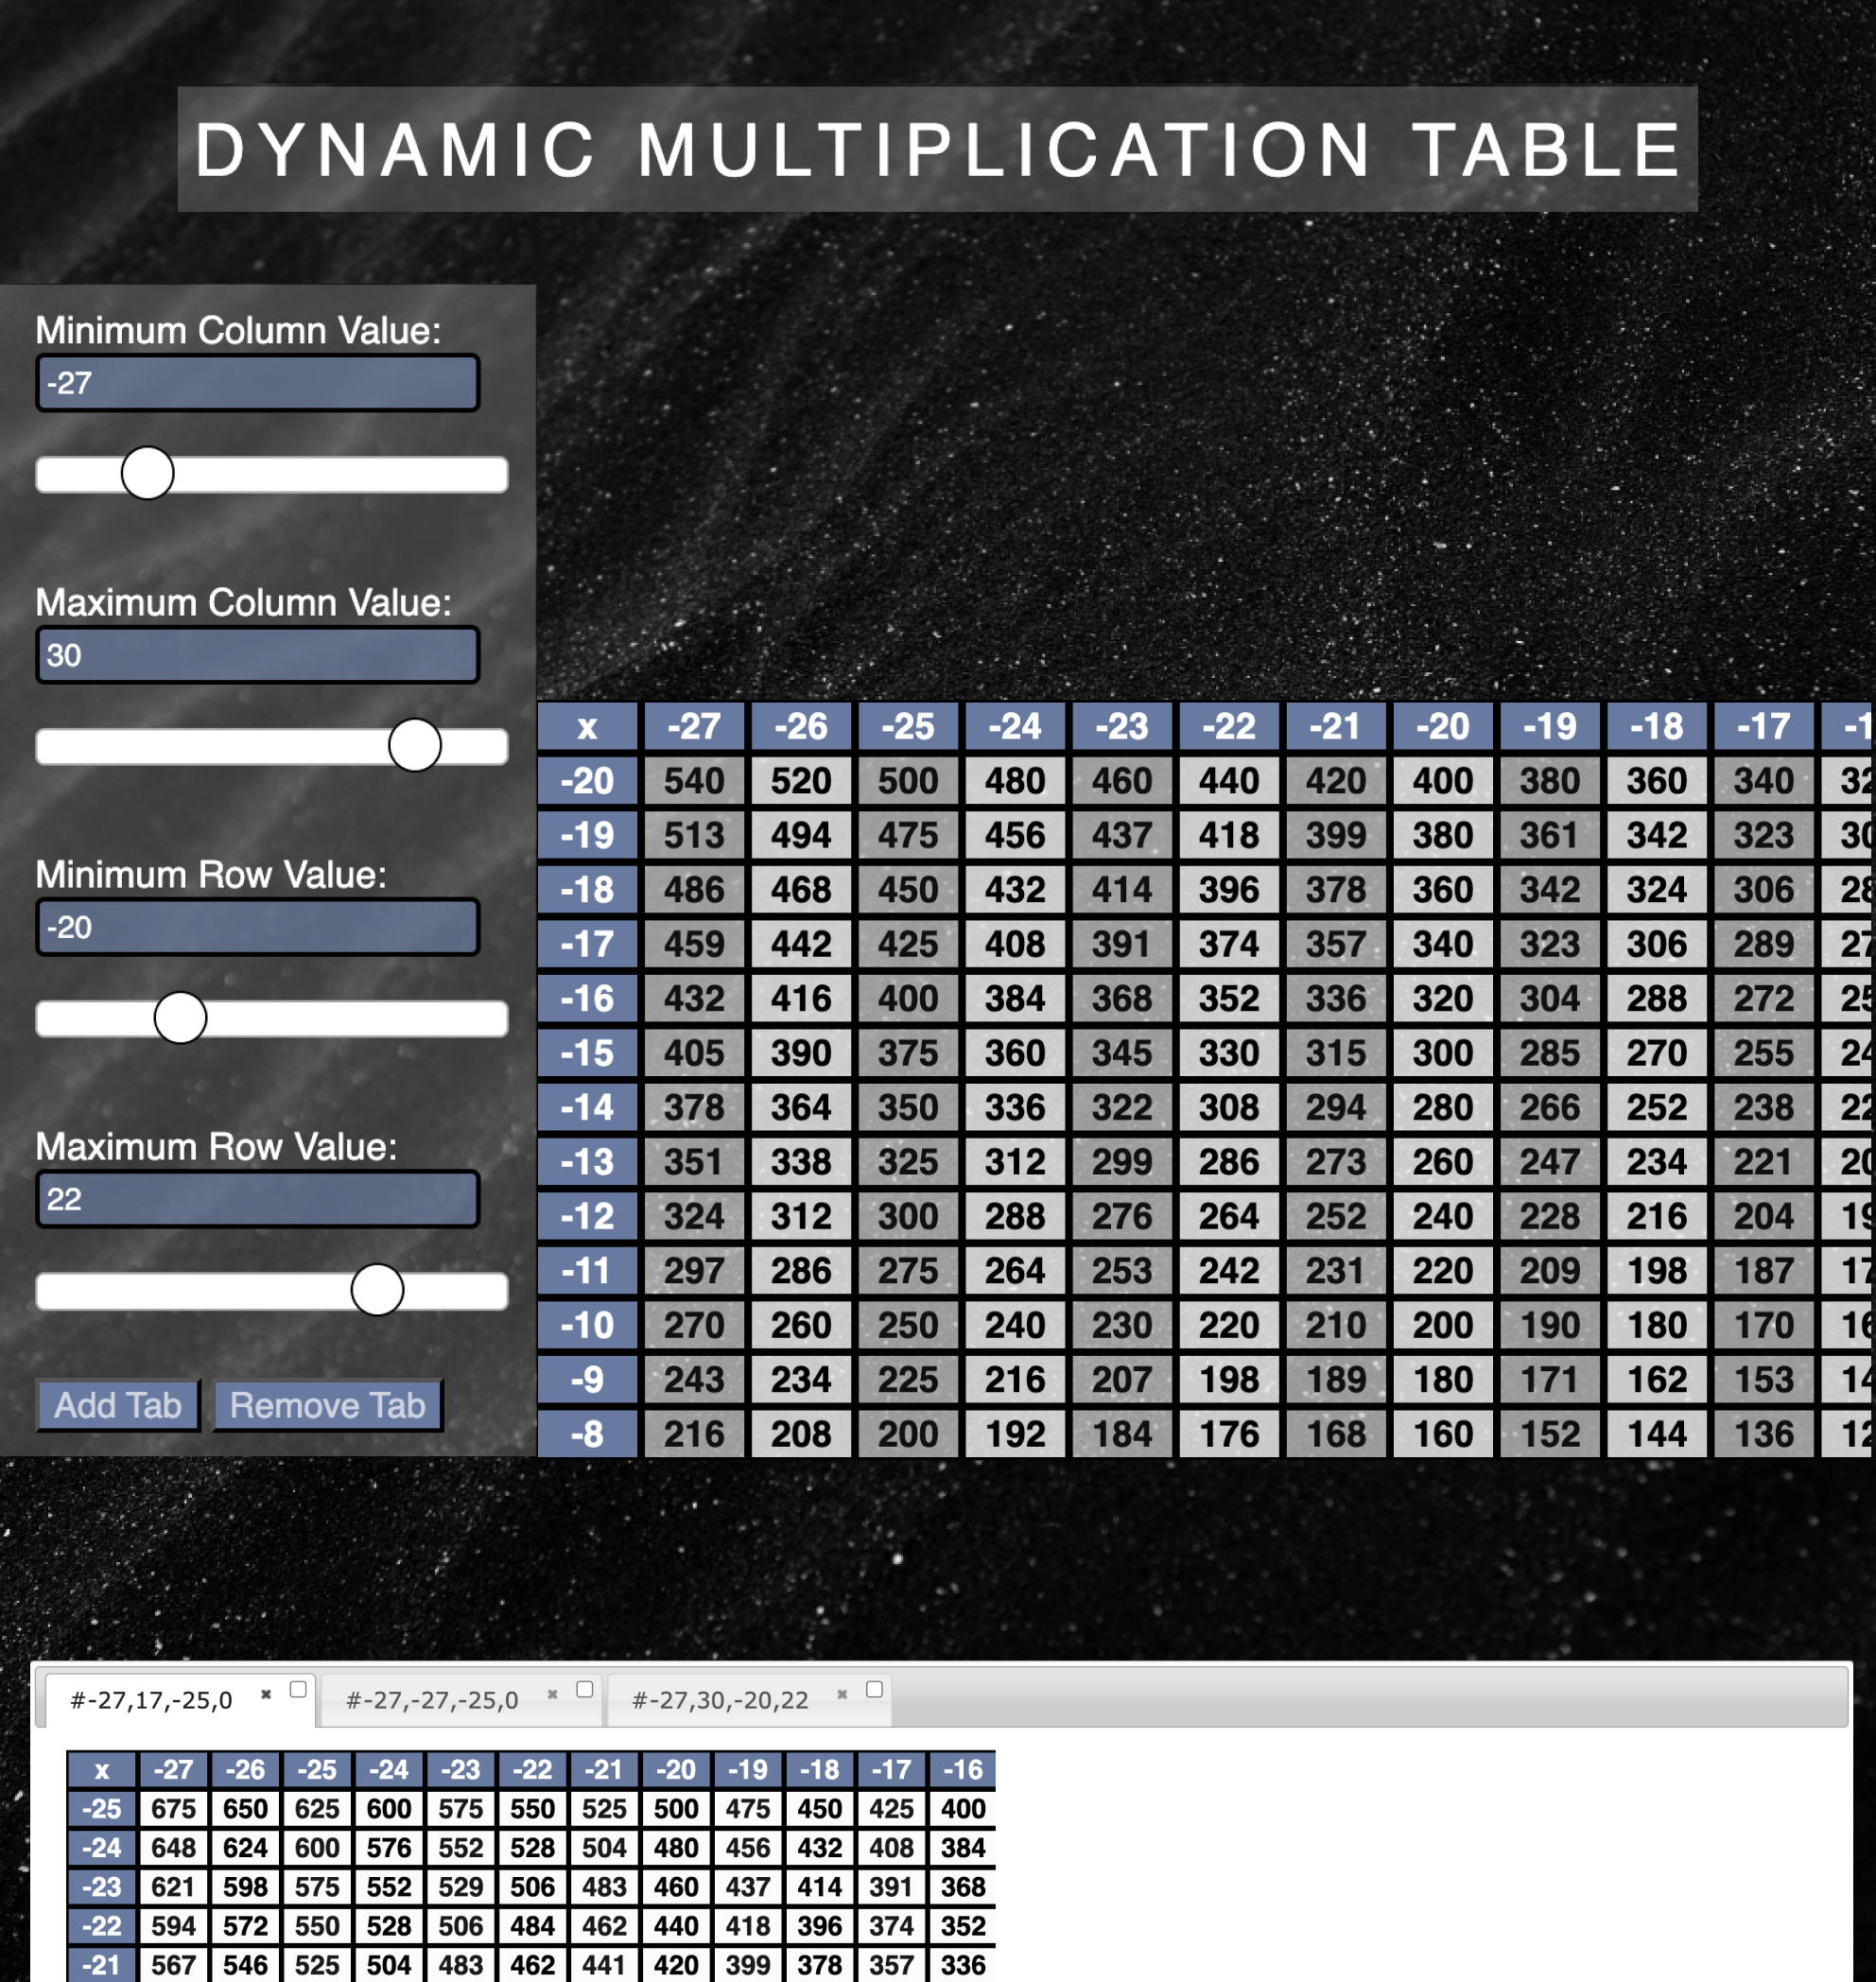 DYNAMIC MULTIPLICATION TABLE
Minimum Column Value:
-27
Maximum Column Value:
30
Minimum Row Value:
-20
Maximum Row Value:
22
Add Tab Remove Tab
x -27 -26 -25 -24 -23 -22 -21 -20 -19 -18 -17
-20 540 520 500 480 460 440 420 400 380 360 340
-19 513 494 475 456 437 418 399 380 361 342 323
-18 486 468 450 432 414 396 378 360 342 324 306
-17 459 442 425 408 391 374 357 340 323 306 289
-16 432 416 400 384 368 352 336 320 304 288 272
-15 405 390 375 360 345 330 315 300 285 270 255
-14 378 364 350 336 322 308 294 280 266 252 238
-13 351 338 325 312 299 286 273 260 247 234 221
-12 324 312 300 288 276 264 252 240 228 216 204
-11 297 286 275 264 253 242 231 220 209 198 187
-10 270 260 250 240 230 220 210 200 190 180 170
-9 243 234 225 216 207 198 189 180 171 162 153
-8 216 208 200 192 184 176 168 160 152 144 136
#-27,17,-25,0 #-27,-27,-25,0 #-27,30,-20,22
x -27 -26 -25 -24 -23 -22 -21 -20 -19 -18 -17 -16
-25 675 650 625 600 575 550 525 500 475 450 425 400
-24 648 624 600 576 552 528 504 480 456 432 408 384
-23 621 598 575 552 529 506 483 460 437 414 391 368
-22 594 572 550 528 506 484 462 440 418 396 374 352
-21 567 546 525 504 483 462 441 420 399 378 357 336